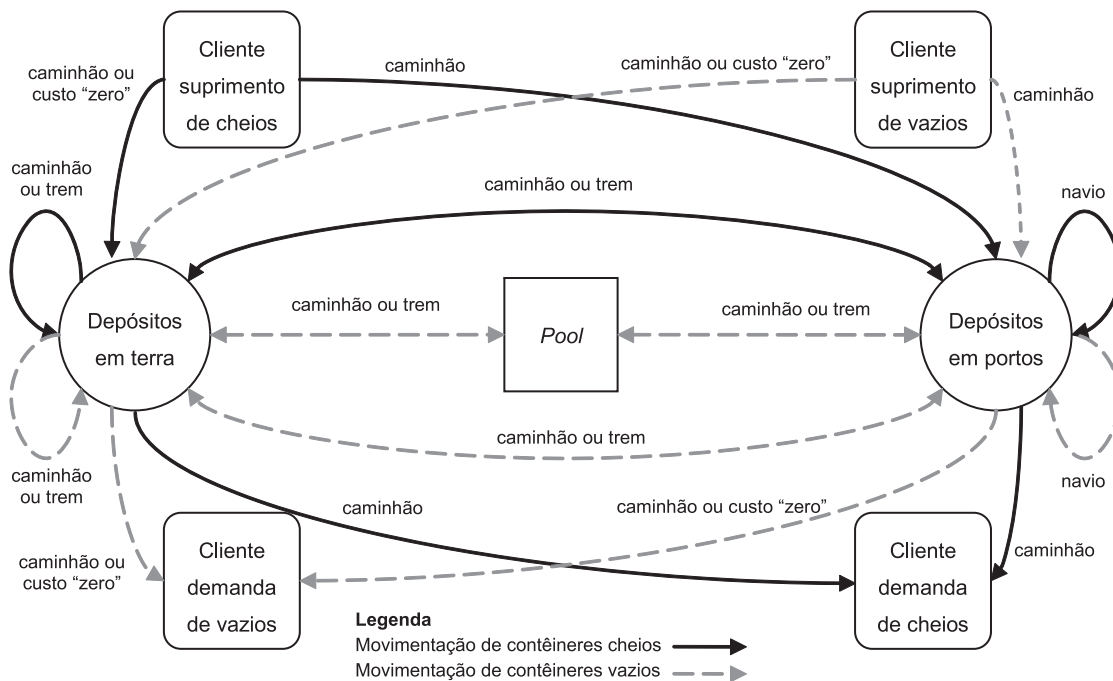 Cliente
suprimento
de cheios
Cliente
suprimento
de vazios
caminhão ou
custo “zero”
caminhão
caminhão ou custo “zero”
caminhão
caminhão
ou trem
caminhão ou trem
navio
Depósitos
em terra
caminhão ou trem
Pool
caminhão ou trem
Depósitos
em portos
caminhão ou trem
caminhão
ou trem
navio
caminhão
caminhão ou custo “zero”
caminhão ou
custo “zero”
Cliente
demanda
de vazios
Cliente
demanda
de cheios
caminhão
Legenda
Movimentação de contêineres cheios
Movimentação de contêineres vazios